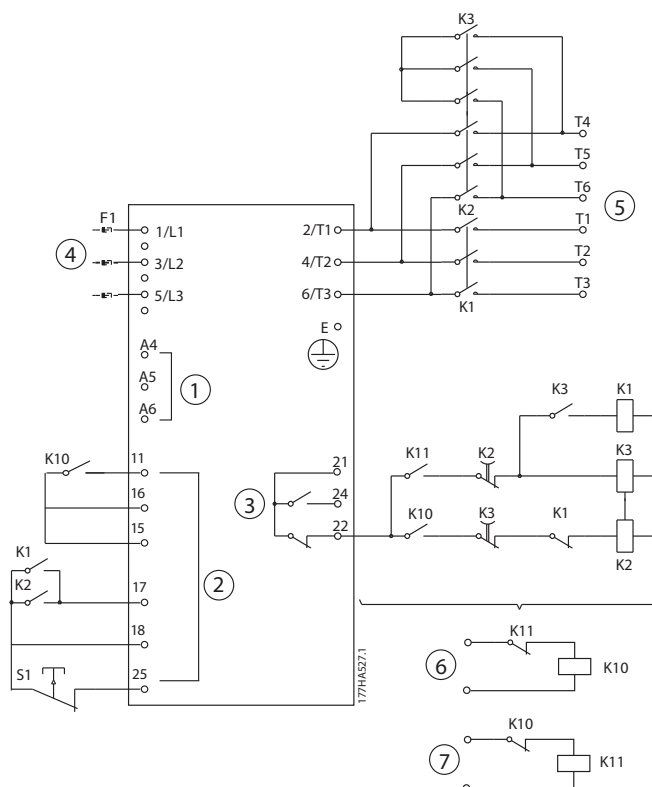 K3
T4
T5
T6
5
K2
T1
T2
T3
K1
F1
1/L1
2/T1
4
3/L2
4/T2
5/L3
6/T3
E
A4
A5
A6
1
K3
K1
K10
11
21
K11
K2
K3
16
3
24
K10
K3
K1
15
22
K2
K1
K2
17
2
18
S1
25
177HA527.1
6
K11
K10
7
K10
K11